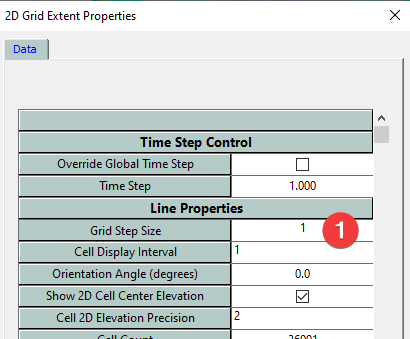 2D Grid Extent Properties
Data
Time Step Control
Override Global Time Step
Time Step 1.000
Line Properties
Grid Step Size 1 1
Cell Display Interval 1
Orientation Angle (degrees) 0.0
Show 2D Cell Center Elevation
Cell 2D Elevation Precision 2
Cell Count 26001